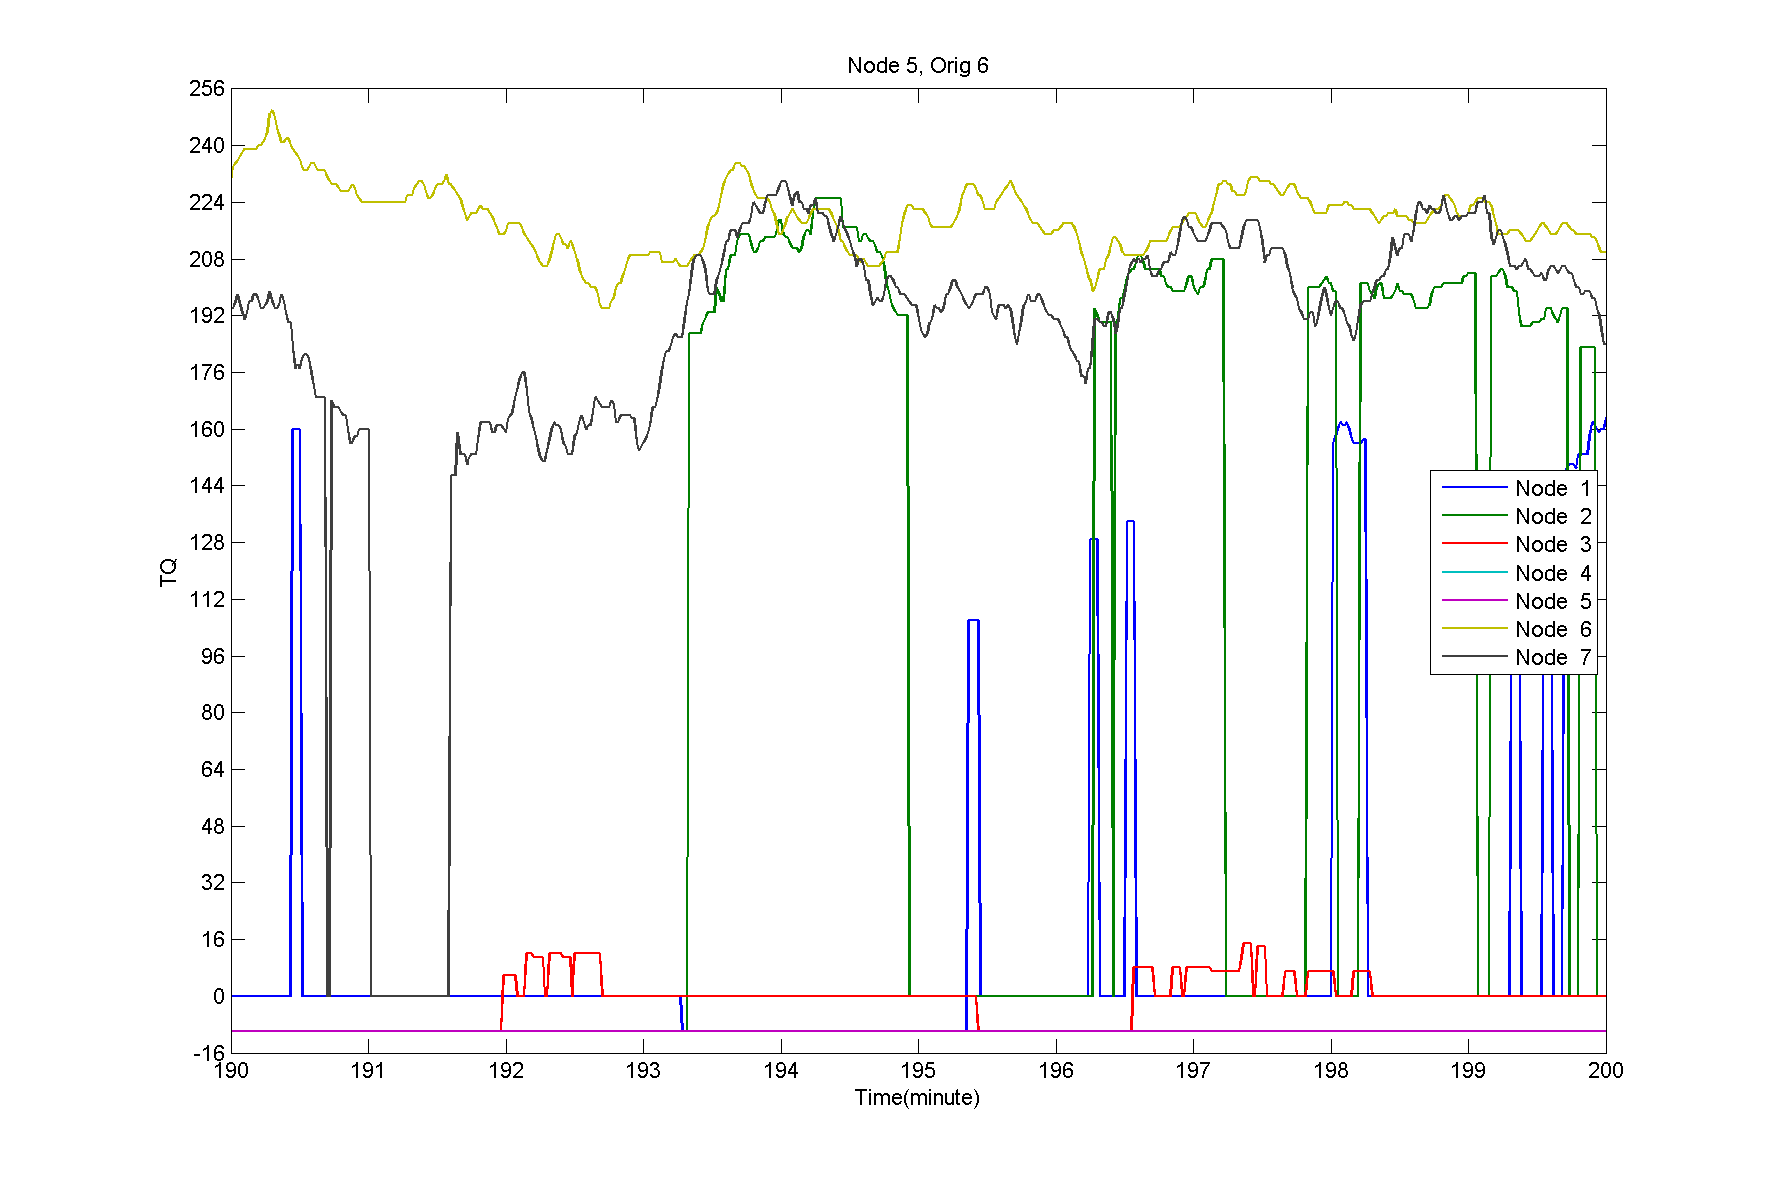 Node 5, Orig 6
256
240
224
208
192
176
160
144
128
112
96
80
64
48
32
16
0
-16
TQ
Node 1
Node 2
Node 3
Node 4
Node 5
Node 6
Node 7
190 191 192 193 194 195 196 197 198 199 200
Time(minute)